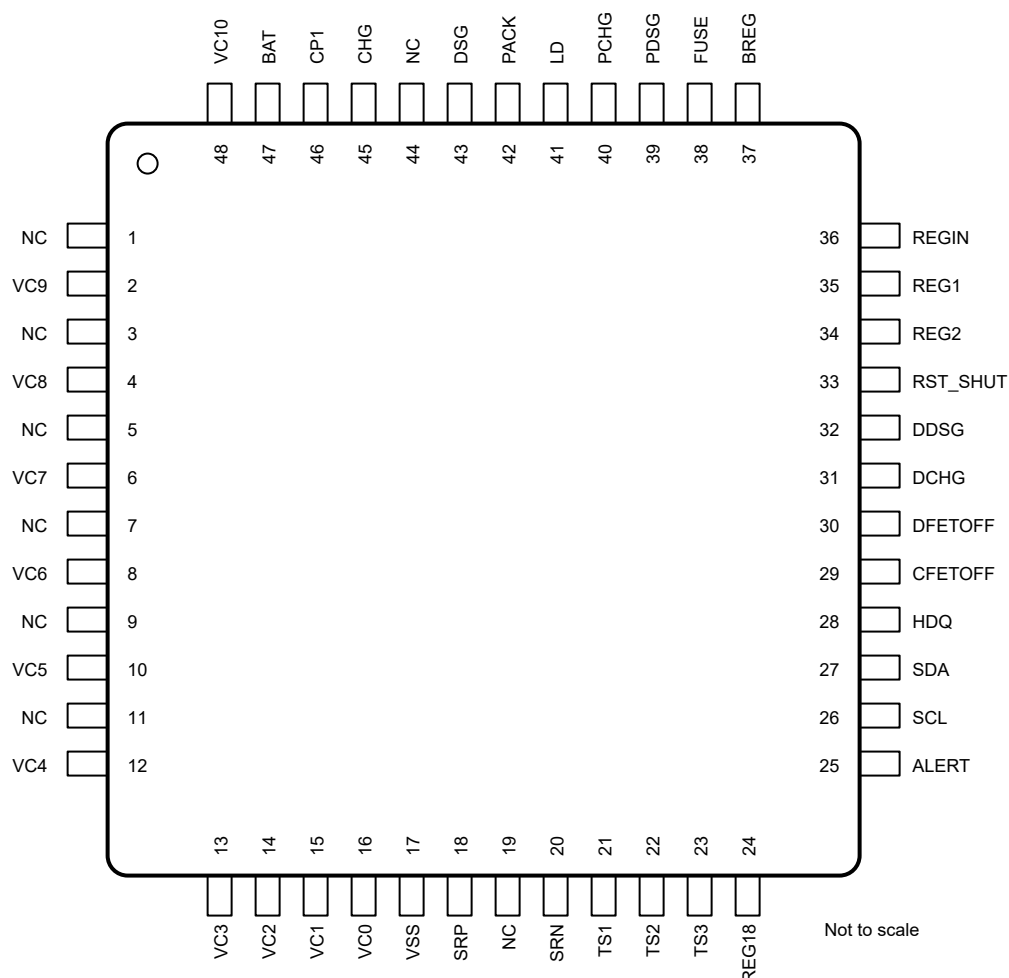 VC10
BAT
CP1
CHG
NC
DSG
PACK
LD
PCHG
PDSG
FUSE
BREG
48
47
46
45
44
43
42
41
40
39
38
37
NC 1
VC9 2
NC 3
VC8 4
NC 5
VC7 6
NC 7
VC6 8
NC 9
VC5 10
NC 11
VC4 12
36 REGIN
35 REG1
34 REG2
33 RST_SHUT
32 DDSG
31 DCHG
30 DFETOFF
29 CFETOFF
28 HDQ
27 SDA
26 SCL
25 ALERT
13
14
15
16
17
18
19
20
21
22
23
24
VC3
VC2
VC1
VC0
VSS
SRP
NC
SRN
TS1
TS2
TS3
REG18
Not to scale